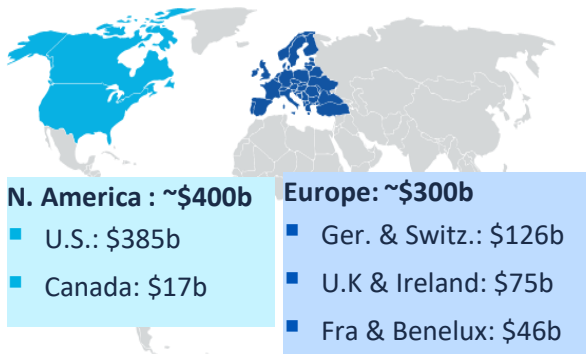 N. America : ~$400b
U.S.: $385b
Canada: $17b
Europe: ~$300b
Ger. & Switz.: $126b
U.K & Ireland: $75b
Fra & Benelux: $46b